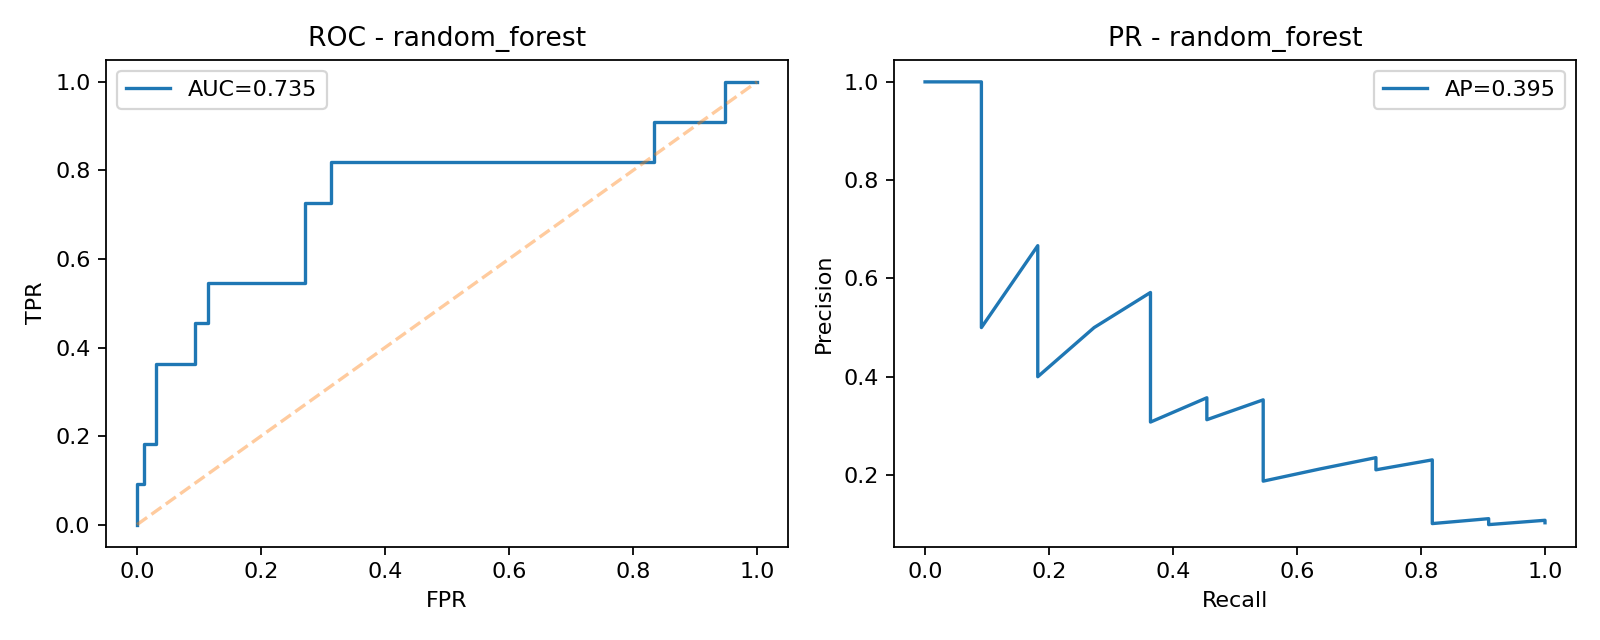 ROC - random_forest
AUC=0.735
1.0
0.8
0.6
0.4
0.2
0.0
TPR
0.0 0.2 0.4 0.6 0.8 1.0
FPR
PR - random_forest
AP=0.395
1.0
0.8
0.6
0.4
0.2
Precision
0.0 0.2 0.4 0.6 0.8 1.0
Recall